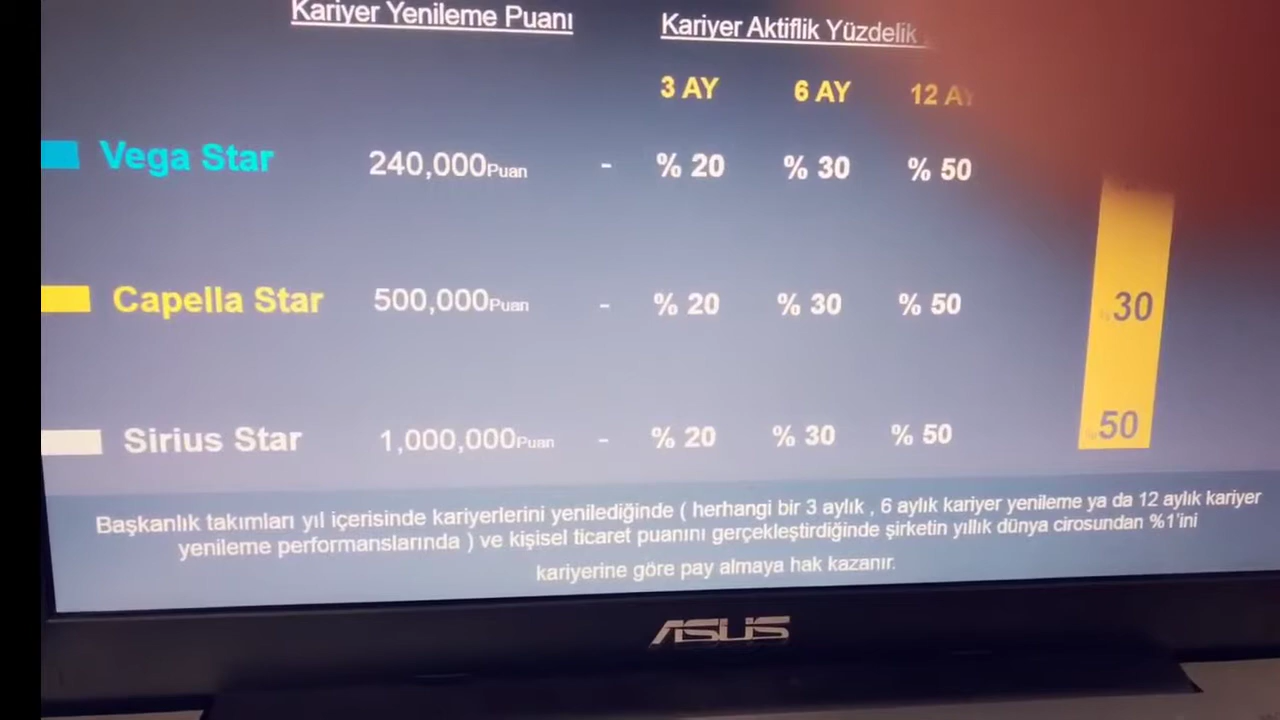 Kariyer Yenileme Puanı
Kariyer Aktiflik Yüzdelik
3 AY 6 AY 12 AY
Vega Star 240,000Puan - % 20 % 30 % 50
Capella Star 500,000Puan - % 20 % 30 % 50
%30
Sirius Star 1,000,000Puan - % 20 % 30 % 50
%50
Başkanlık takımları yıl içerisinde kariyerlerini yenilediğinde ( herhangi bir 3 aylık , 6 aylık kariyer yenileme ya da 12 aylık kariyer
yenileme performanslarında ) ve kişisel ticaret puanını gerçekleştirdiğinde şirketin yıllık dünya cirosundan %1'ini
kariyerine göre pay almaya hak kazanır.
ASUS